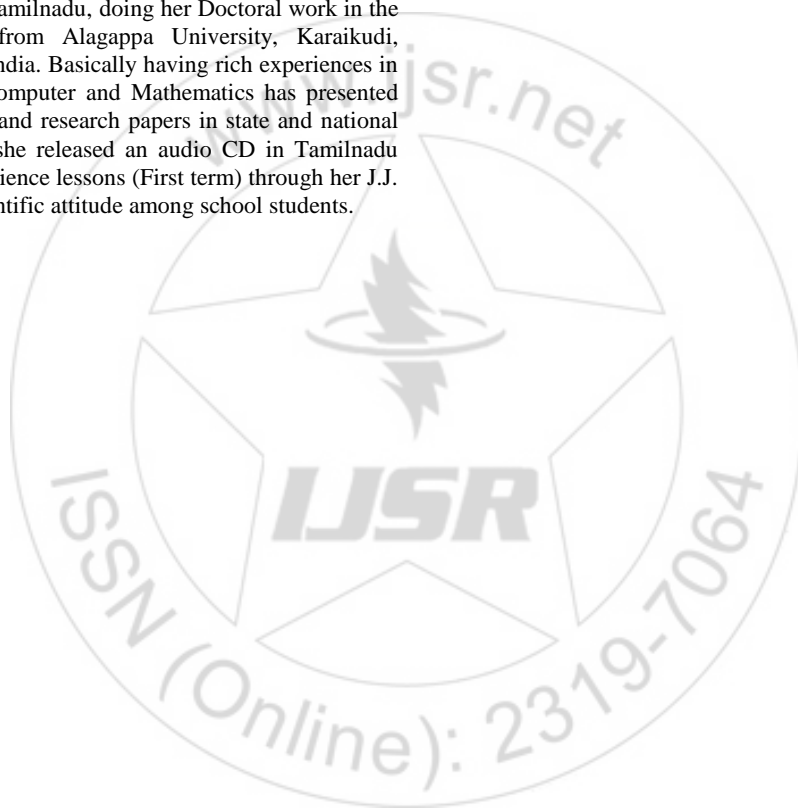 amilnadu, doing her Doctoral work in the
from Alagappa University, Karaikudi,
ndia. Basically having rich experiences in
omputer and Mathematics has presented
and research papers in state and national
she released an audio CD in Tamilnadu
ience lessons (First term) through her J.J.
ntific attitude among school students.
www.ijsr.net
IJSR
ISSN (Online): 2319-7064